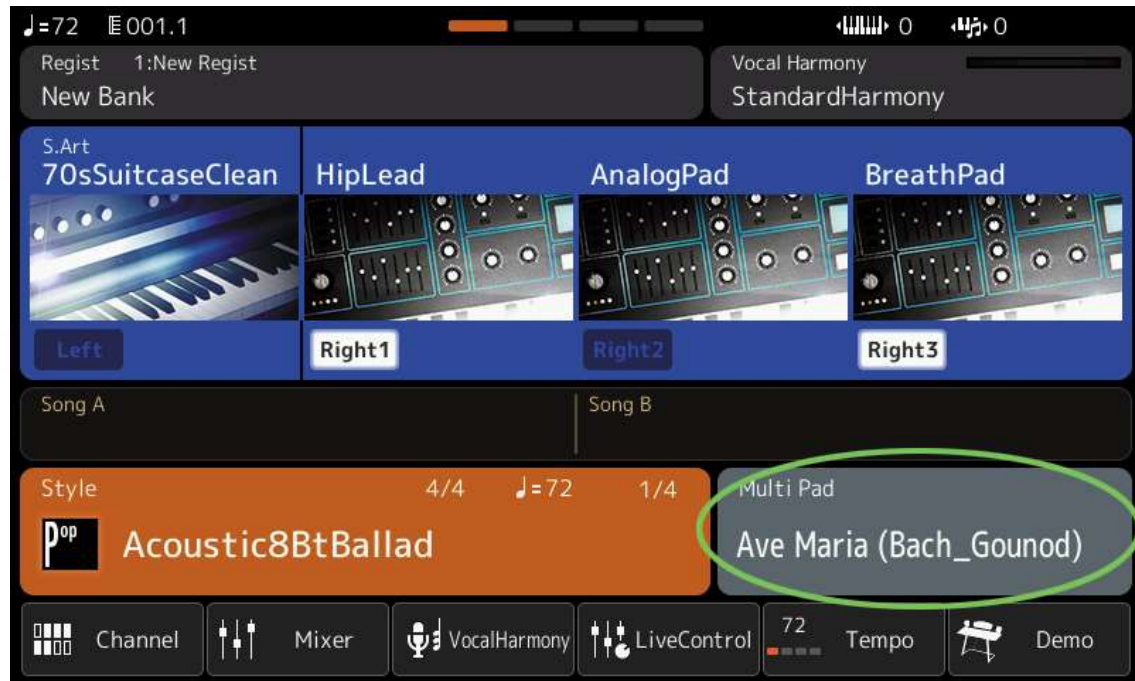 ♩=72 001.1 0 0
Regist 1:New Regist
New Bank
Vocal Harmony
StandardHarmony
S.Art
70sSuitcaseClean
HipLead
AnalogPad
BreathPad
Left
Right1
Right2
Right3
Song A
Song B
Style 4/4 ♩=72 1/4
Pop
Acoustic8BtBallad
Multi Pad
Ave Maria (Bach_Gounod)
Channel
Mixer
VocalHarmony
LiveControl
72
Tempo
Demo